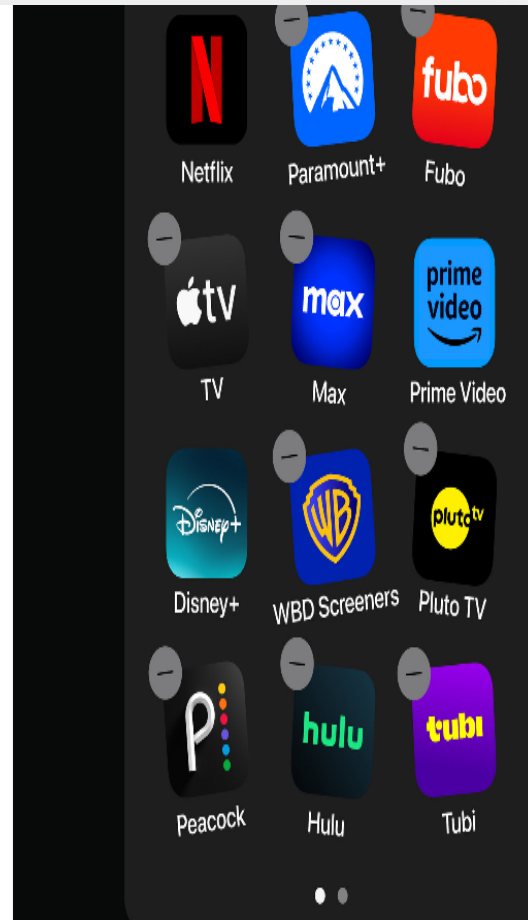 N
fubo
Netflix
Paramount+
Fubo
tv
max
prime
video
TV
Max
Prime Video
Disney+
WB
pluto tv
Disney+
WBD Screeners
Pluto TV
P
hulu
tubi
Peacock
Hulu
Tubi